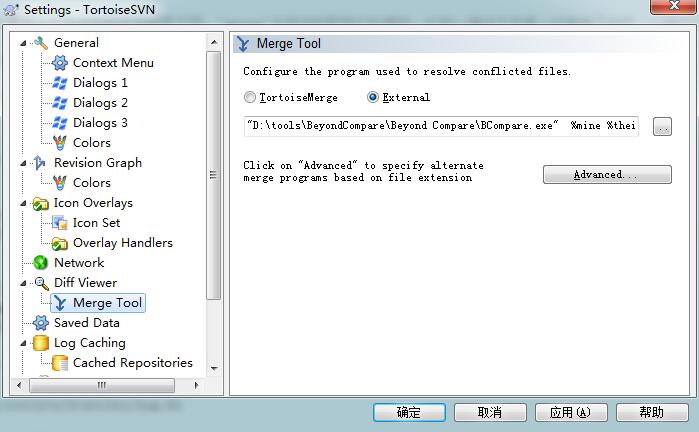 Settings - TortoiseSVN
General
Context Menu
Dialogs 1
Dialogs 2
Dialogs 3
Colors
Revision Graph
Colors
Icon Overlays
Icon Set
Overlay Handlers
Network
Diff Viewer
Merge Tool
Saved Data
Log Caching
Cached Repositories
Merge Tool
Configure the program used to resolve conflicted files.
TortoiseMerge
External
"D:\tools\BeyondCompare\Beyond Compare\BCompare.exe" %mine %thei
..
Click on "Advanced" to specify alternate
merge programs based on file extension
Advanced...
确定
取消
应用(A)
帮助